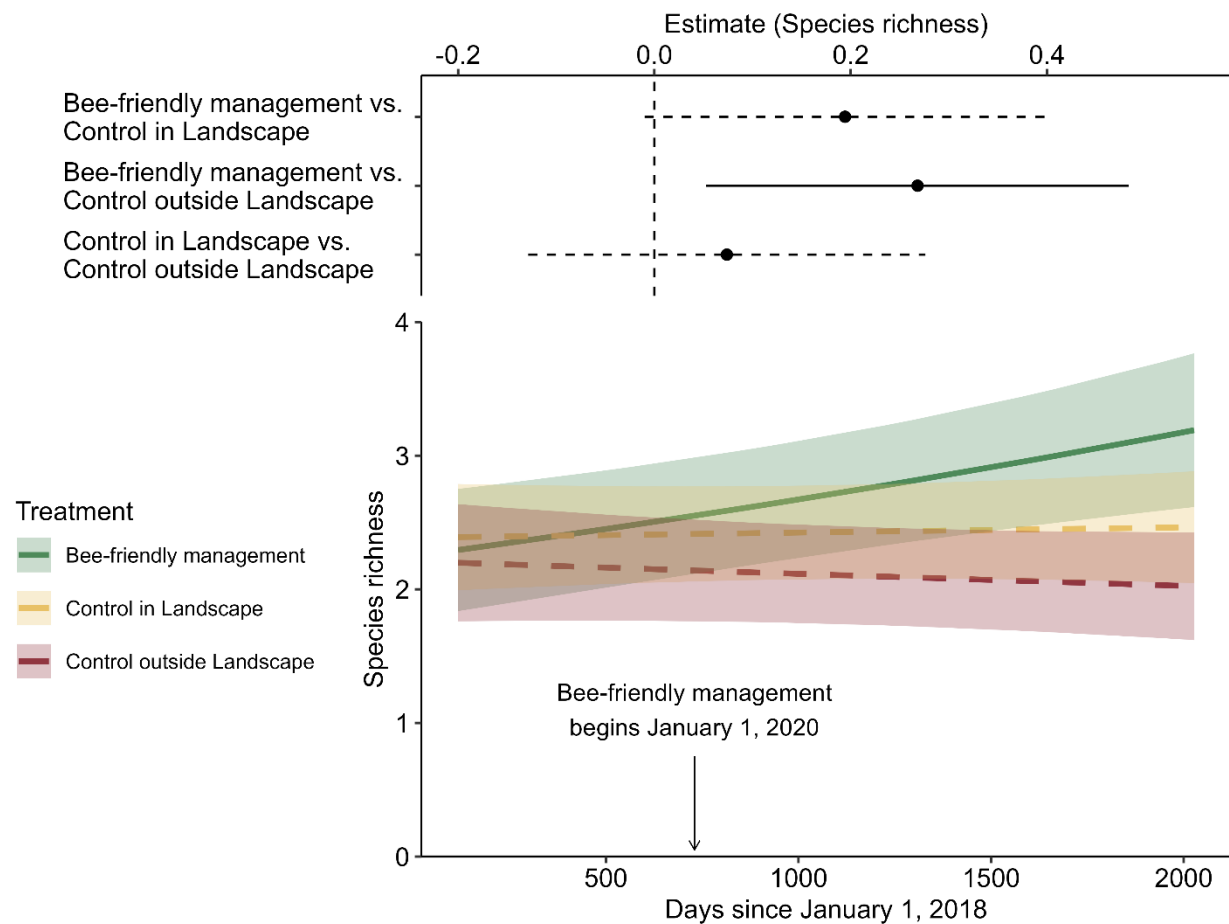 Estimate (Species richness)
-0.2 0.0 0.2 0.4
Bee-friendly management vs.
Control in Landscape
Bee-friendly management vs.
Control outside Landscape
Control in Landscape vs.
Control outside Landscape
4
3
2
1
0
Species richness
Treatment
Bee-friendly management
Control in Landscape
Control outside Landscape
Bee-friendly management
begins January 1, 2020
500 1000 1500 2000
Days since January 1, 2018